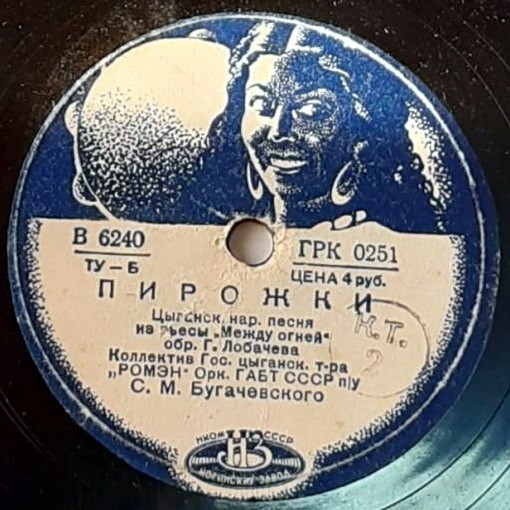 В 6240 ГРК 0251
ТУ – Б ЦЕНА 4 руб.
ПИРОЖКИ
Цыганск. нар. песня
из пьесы „Между огней"
обр. Г. Лобачева
Коллектив Гос. цыганск. т-ра
„РОМЭН" Орк. ГАБТ СССР п/у
С. М. Бугачевского
К.Т.
2
НКОМ СССР
НЗ
НОГИНСКИЙ ЗАВОД